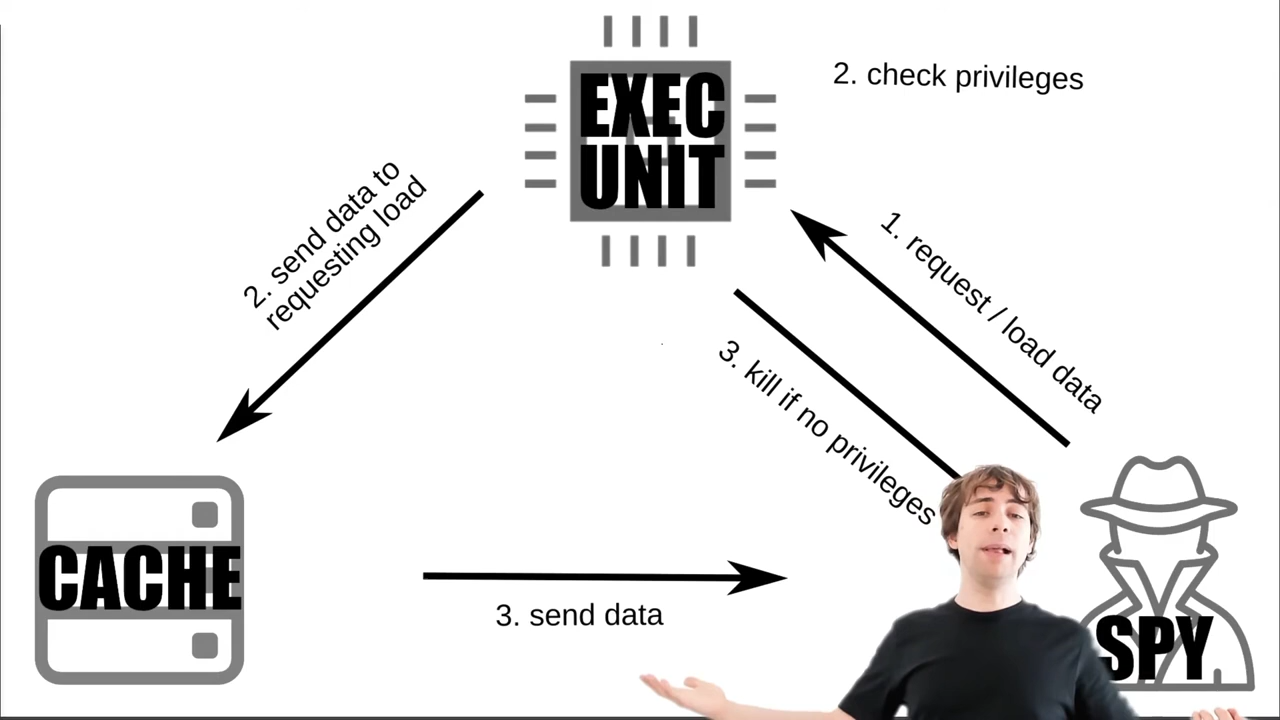 EXEC
UNIT
2. check privileges
2. send data to
requesting load
1. request / load data
3. kill if no privileges
CACHE
3. send data
SPY